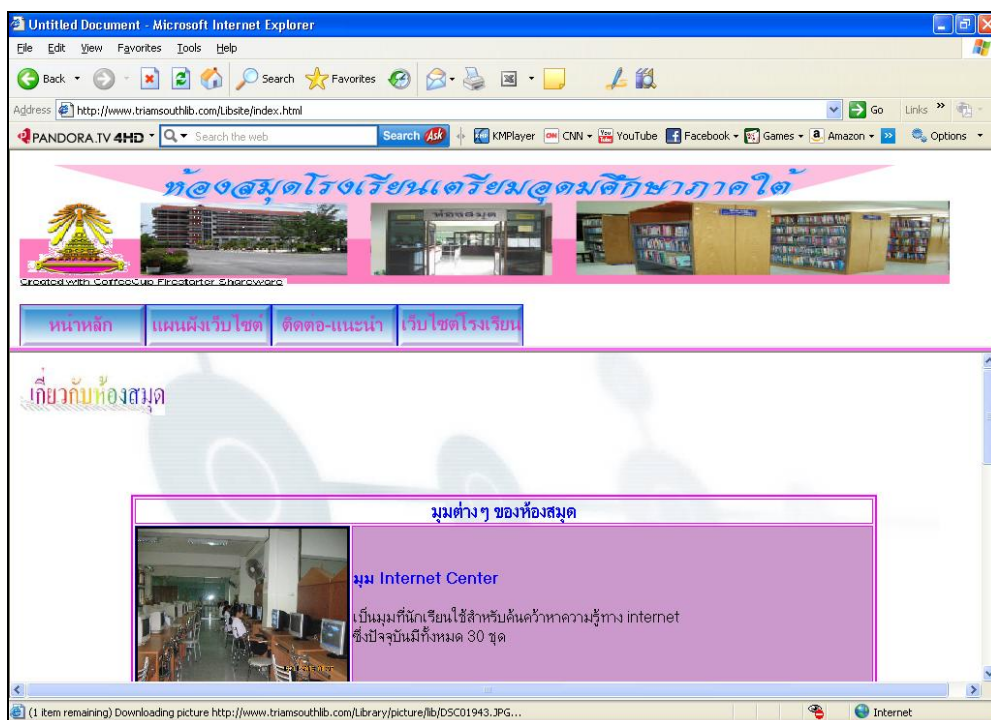 Untitled Document - Microsoft Internet Explorer
File Edit View Favorites Tools Help
Back Search Favorites
Address http://www.triamsouthlib.com/Libsite/index.html Go Links »
PANDORA.TV 4HD Search the web Search Ask KMPlayer CNN YouTube Facebook Games Amazon » Options
ห้องสมุดโรงเรียนเตรียมอุดมศึกษาภาคใต้
ห้องสมุด
Created with CoffeeCup Firestarter Shareware
หน้าหลัก แผนผังเว็บไซต์ ติดต่อ-แนะนำ เว็บไซต์โรงเรียน
เกี่ยวกับห้องสมุด
มุมต่างๆ ของห้องสมุด
มุม Internet Center
เป็นมุมที่นักเรียนใช้สำหรับค้นคว้าหาความรู้ทาง internet
ซึ่งปัจจุบันมีทั้งหมด 30 ชุด
(1 item remaining) Downloading picture http://www.triamsouthlib.com/Library/picture/lib/DSC01943.JPG... Internet